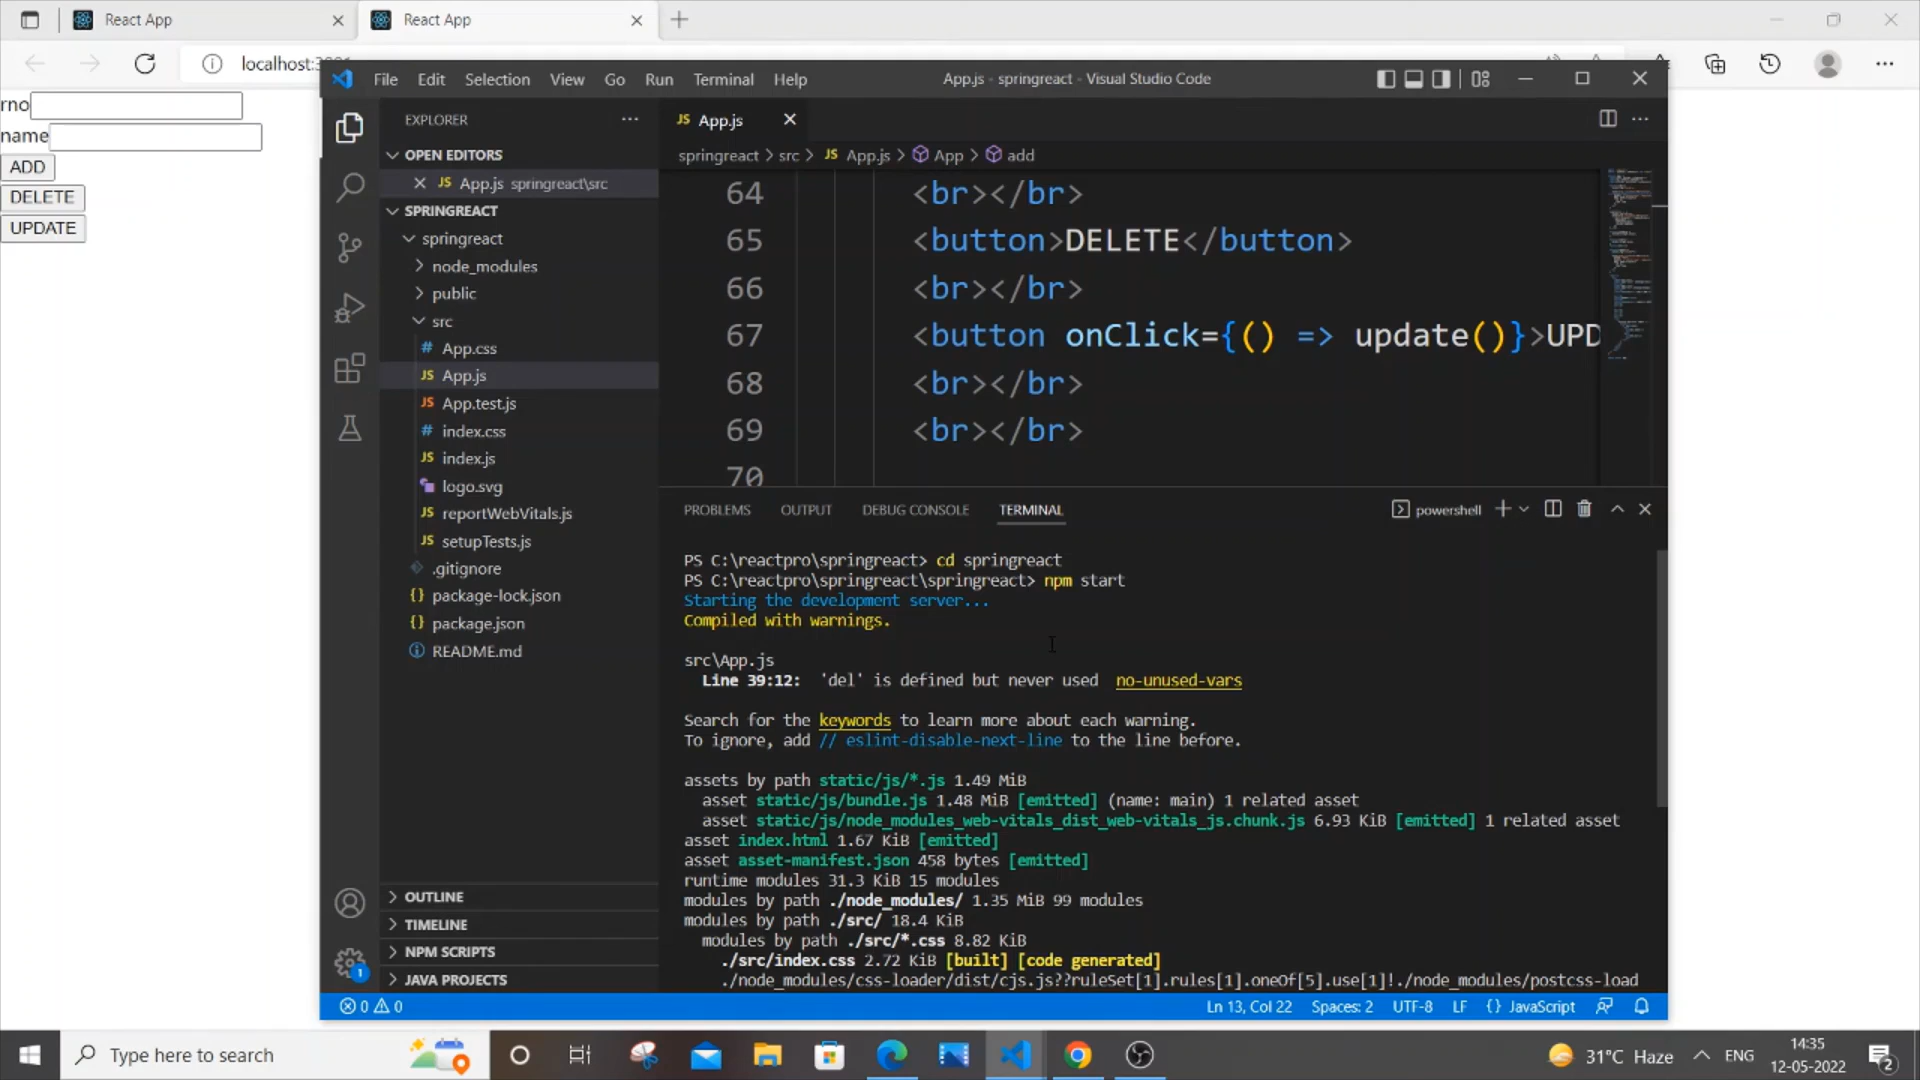 React App
React App
localhost:3
rno
name
ADD
DELETE
UPDATE
File Edit Selection View Go Run Terminal Help
App.js - springreact - Visual Studio Code
EXPLORER
OPEN EDITORS
JS App.js springreact\src
SPRINGREACT
springreact
node_modules
public
src
# App.css
JS App.js
JS App.test.js
# index.css
JS index.js
logo.svg
JS reportWebVitals.js
JS setupTests.js
.gitignore
{} package-lock.json
{} package.json
README.md
OUTLINE
TIMELINE
NPM SCRIPTS
JAVA PROJECTS
JS App.js
springreact > src > JS App.js > App > add
64 <br></br>
65 <button>DELETE</button>
66 <br></br>
67 <button onClick={() => update()}>UPD
68 <br></br>
69 <br></br>
70
PROBLEMS OUTPUT DEBUG CONSOLE TERMINAL
powershell
PS C:\reactpro\springreact> cd springreact
PS C:\reactpro\springreact\springreact> npm start
Starting the development server...
Compiled with warnings.
src\App.js
Line 39:12: 'del' is defined but never used no-unused-vars
Search for the keywords to learn more about each warning.
To ignore, add // eslint-disable-next-line to the line before.
assets by path static/js/*.js 1.49 MiB
asset static/js/bundle.js 1.48 MiB [emitted] (name: main) 1 related asset
asset static/js/node_modules_web-vitals_dist_web-vitals_js.chunk.js 6.93 KiB [emitted] 1 related asset
asset index.html 1.67 KiB [emitted]
asset asset-manifest.json 458 bytes [emitted]
runtime modules 31.3 KiB 15 modules
modules by path ./node_modules/ 1.35 MiB 99 modules
modules by path ./src/ 18.4 KiB
modules by path ./src/*.css 8.82 KiB
./src/index.css 2.72 KiB [built] [code generated]
./node_modules/css-loader/dist/cjs.js??ruleSet[1].rules[1].oneOf[5].use[1]!./node_modules/postcss-load
1
0 0
Ln 13, Col 22 Spaces: 2 UTF-8 LF {} JavaScript
Type here to search
31°C Haze ENG
14:35
12-05-2022
2